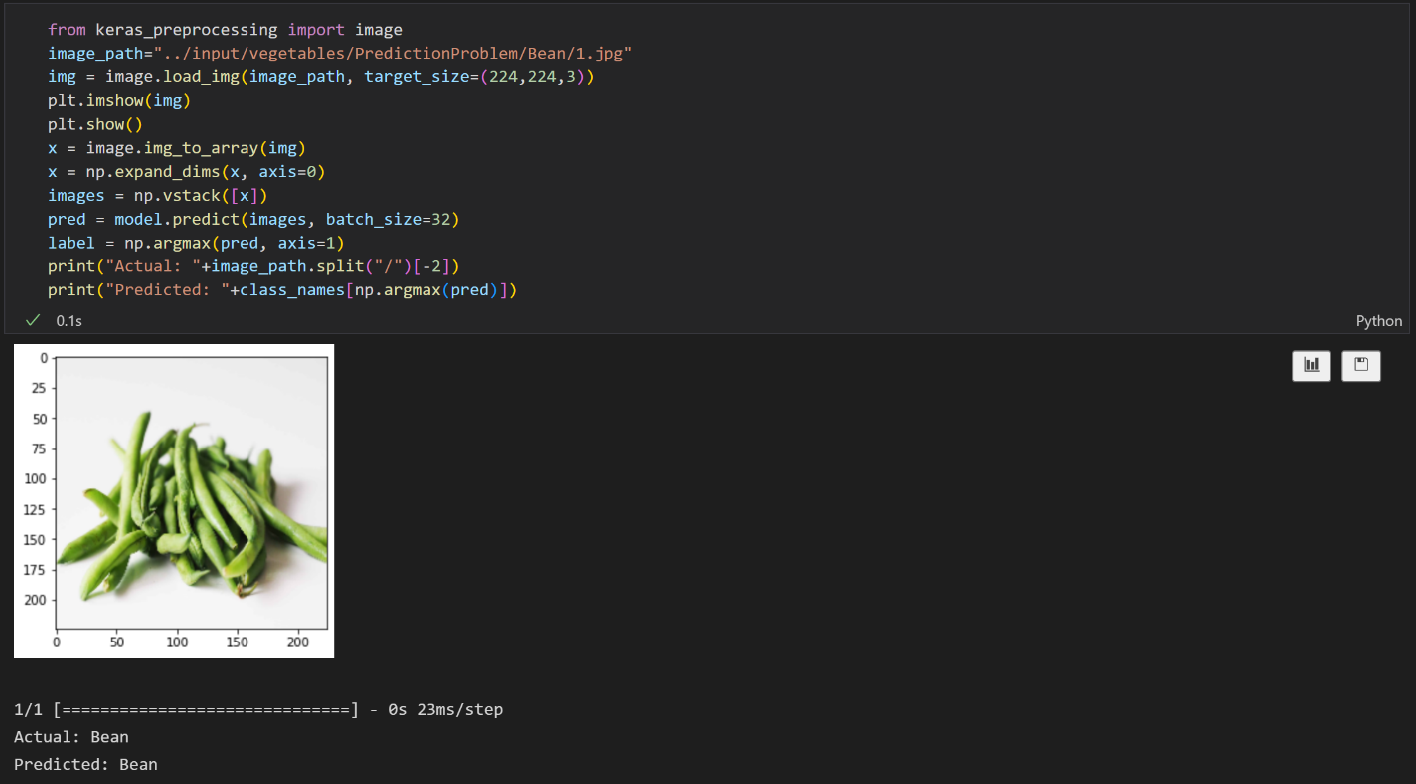 from keras_preprocessing import image
image_path="../input/vegetables/PredictionProblem/Bean/1.jpg"
img = image.load_img(image_path, target_size=(224,224,3))
plt.imshow(img)
plt.show()
x = image.img_to_array(img)
x = np.expand_dims(x, axis=0)
images = np.vstack([x])
pred = model.predict(images, batch_size=32)
label = np.argmax(pred, axis=1)
print("Actual: "+image_path.split("/")[-2])
print("Predicted: "+class_names[np.argmax(pred)])
0.1s
Python
0
25
50
75
100
125
150
175
200
0 50 100 150 200
1/1 [==============================] - 0s 23ms/step
Actual: Bean
Predicted: Bean